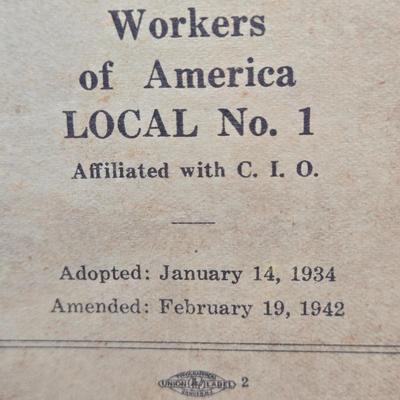 Workers
of America
LOCAL No. 1
Affiliated with C. I. O.
Adopted: January 14, 1934
Amended: February 19, 1942
UNION LABEL 2